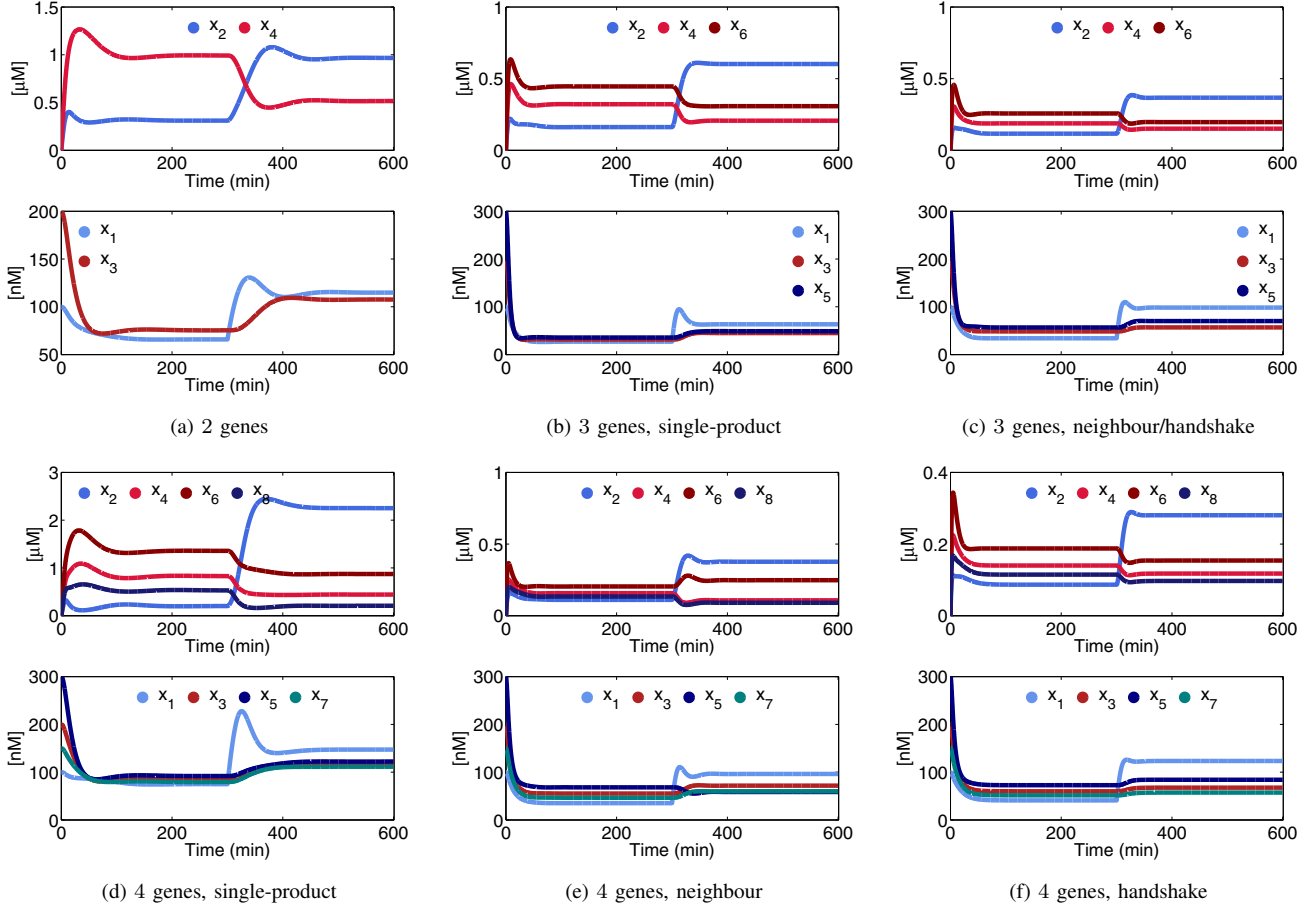 1.5
1
0.5
0
[μM]
x2 x4
0 200 400 600
Time (min)
200
150
100
50
[nM]
x1
x3
0 200 400 600
Time (min)
(a) 2 genes
1
0.5
0
[μM]
x2 x4 x6
0 200 400 600
Time (min)
300
200
100
0
[nM]
x1
x3
x5
0 200 400 600
Time (min)
(b) 3 genes, single-product
1
0.5
0
[μM]
x2 x4 x6
0 200 400 600
Time (min)
300
200
100
0
[nM]
x1
x3
x5
0 200 400 600
Time (min)
(c) 3 genes, neighbour/handshake
3
2
1
0
[μM]
x2 x4 x6 x8
0 200 400 600
Time (min)
300
200
100
0
[nM]
x1 x3 x5 x7
0 200 400 600
Time (min)
(d) 4 genes, single-product
1
0.5
0
[μM]
x2 x4 x6 x8
0 200 400 600
Time (min)
300
200
100
0
[nM]
x1 x3 x5 x7
0 200 400 600
Time (min)
(e) 4 genes, neighbour
0.4
0.2
0
[μM]
x2 x4 x6 x8
0 200 400 600
Time (min)
300
200
100
0
[nM]
x1 x3 x5 x7
0 200 400 600
Time (min)
(f) 4 genes, handshake